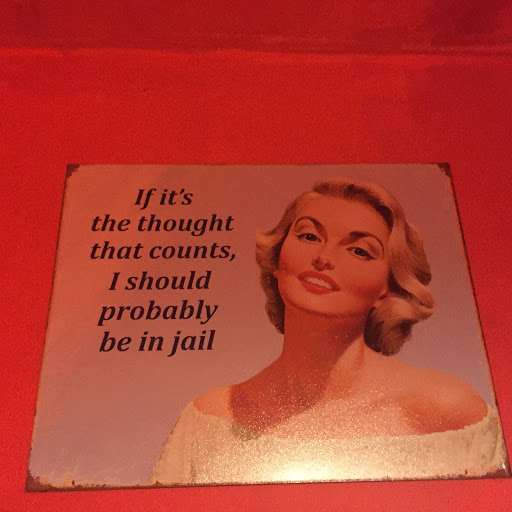 If it's
the thought
that counts,
I should
probably
be in jail